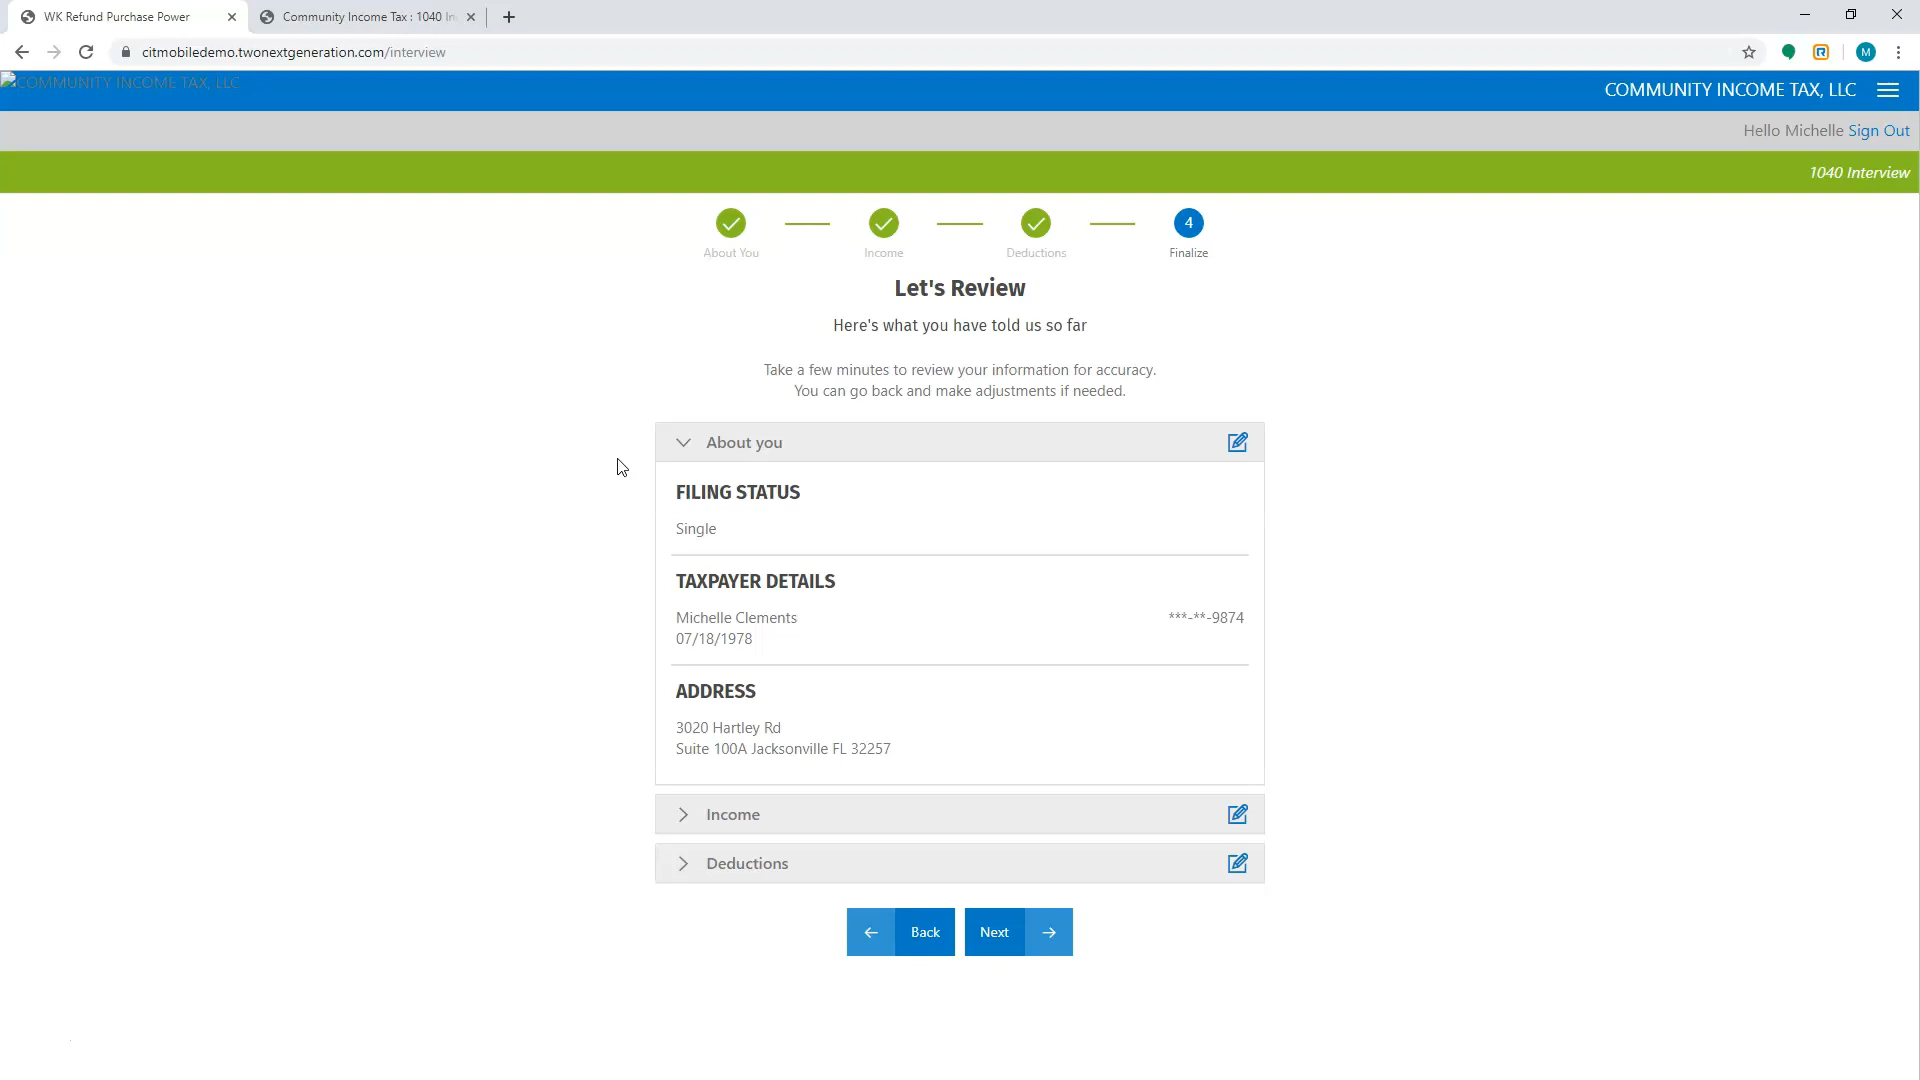 WK Refund Purchase Power
Community Income Tax : 1040 In
citmobiledemo.twonextgeneration.com/interview
M
COMMUNITY INCOME TAX, LLC
COMMUNITY INCOME TAX, LLC
Hello Michelle Sign Out
1040 Interview
4
About You
Income
Deductions
Finalize
Let's Review
Here's what you have told us so far
Take a few minutes to review your information for accuracy.
You can go back and make adjustments if needed.
About you
FILING STATUS
Single
TAXPAYER DETAILS
Michelle Clements
***-**-9874
07/18/1978
ADDRESS
3020 Hartley Rd
Suite 100A Jacksonville FL 32257
Income
Deductions
Back
Next